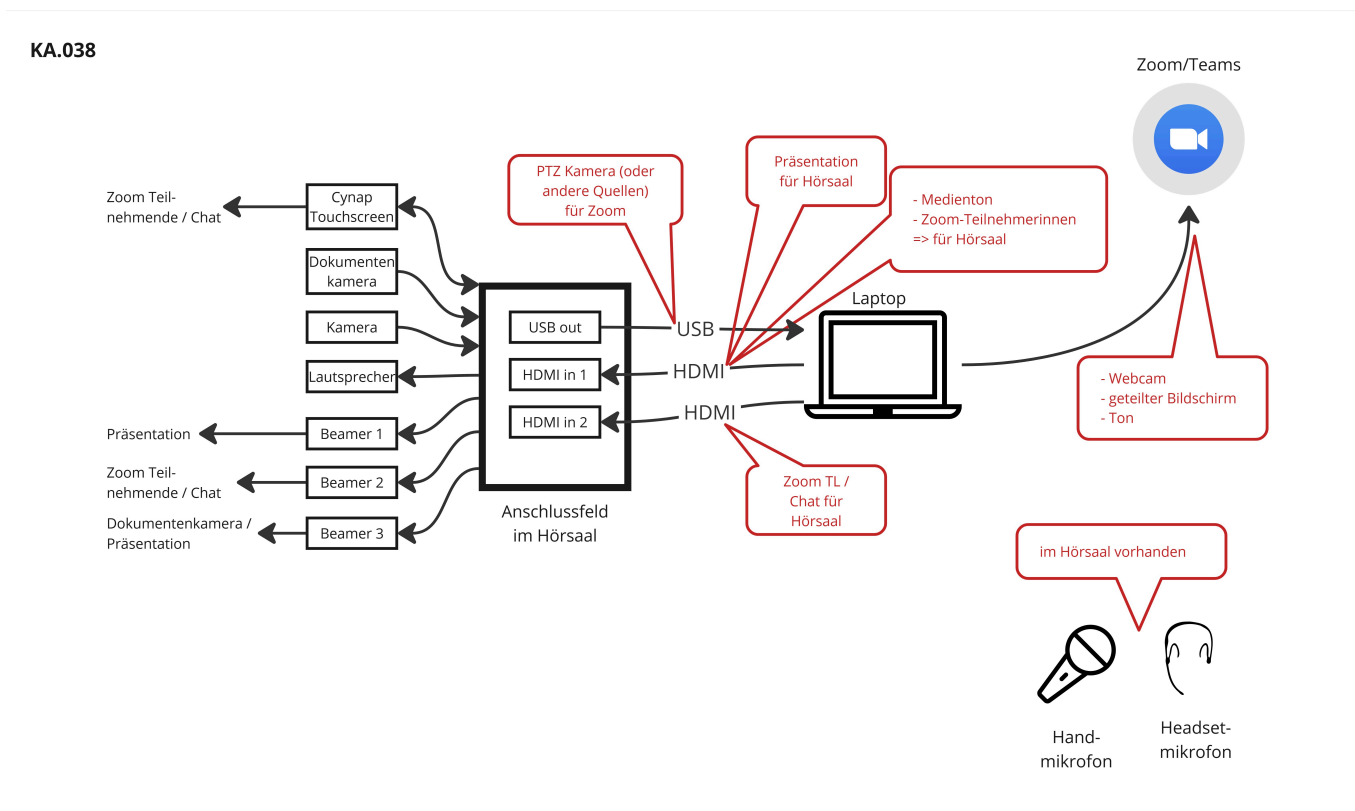 KA.038
Zoom/Teams
PTZ Kamera (oder
andere Quellen)
für Zoom
Präsentation
für Hörsaal
- Medienton
- Zoom-Teilnehmerinnen
=> für Hörsaal
Zoom Teil-
nehmende / Chat
Cynap
Touchscreen
Dokumenten
kamera
Kamera
Lautsprecher
Präsentation
Beamer 1
Zoom Teil-
nehmende / Chat
Beamer 2
Dokumentenkamera /
Präsentation
Beamer 3
USB out
HDMI in 1
HDMI in 2
Anschlussfeld
im Hörsaal
USB
HDMI
HDMI
Laptop
Zoom TL /
Chat für
Hörsaal
- Webcam
- geteilter Bildschirm
- Ton
im Hörsaal vorhanden
Hand-
mikrofon
Headset-
mikrofon